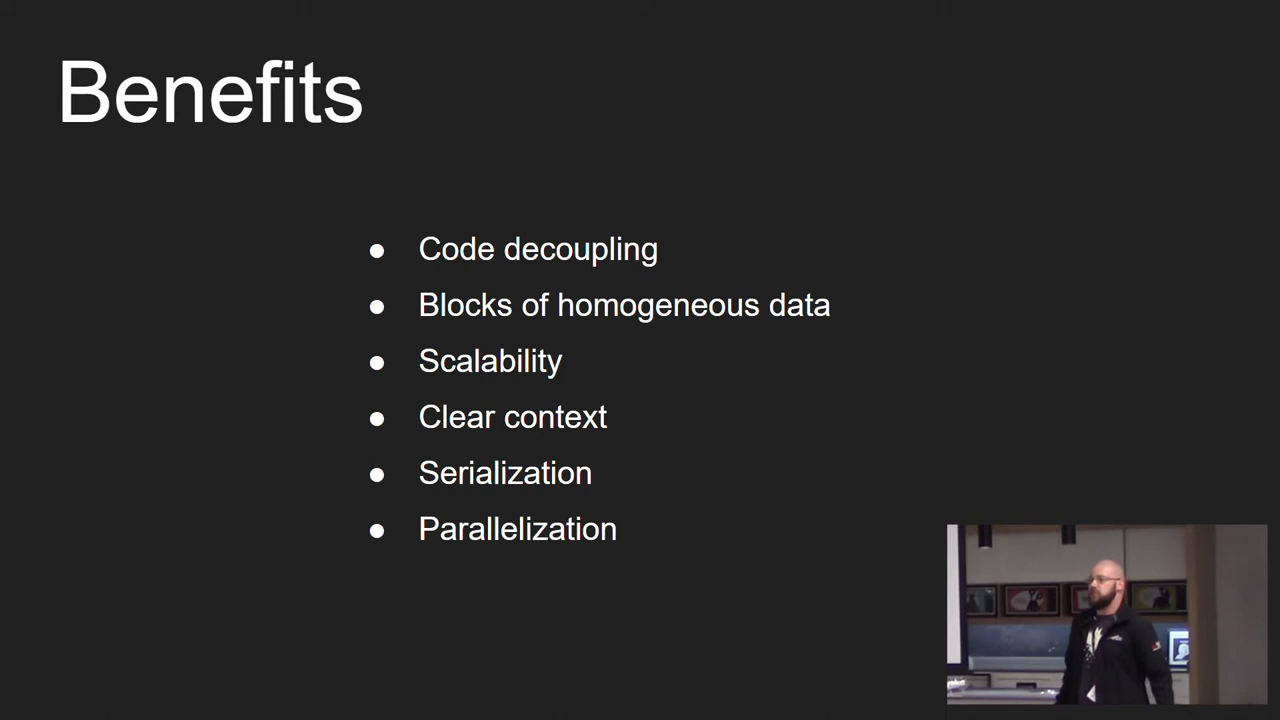 Benefits
● Code decoupling
● Blocks of homogeneous data
● Scalability
● Clear context
● Serialization
● Parallelization